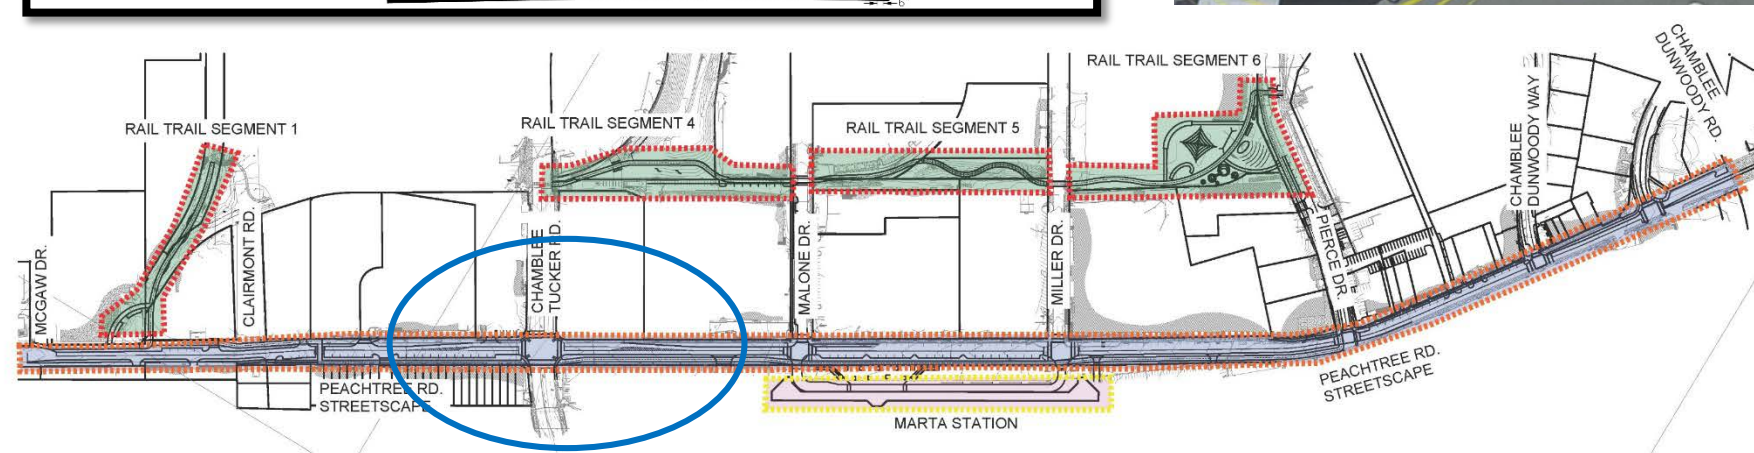 6
RAIL TRAIL SEGMENT 1
RAIL TRAIL SEGMENT 4
RAIL TRAIL SEGMENT 5
RAIL TRAIL SEGMENT 6
CHAMBLEE
DUNWOODY RD.
MCGAW DR.
CLAIRMONT RD.
CHAMBLEE
TUCKER RD.
MALONE DR.
MILLER DR.
PIERCE DR.
CHAMBLEE
DUNWOODY WAY
PEACHTREE RD.
STREETSCAPE
PEACHTREE RD.
STREETSCAPE
MARTA STATION